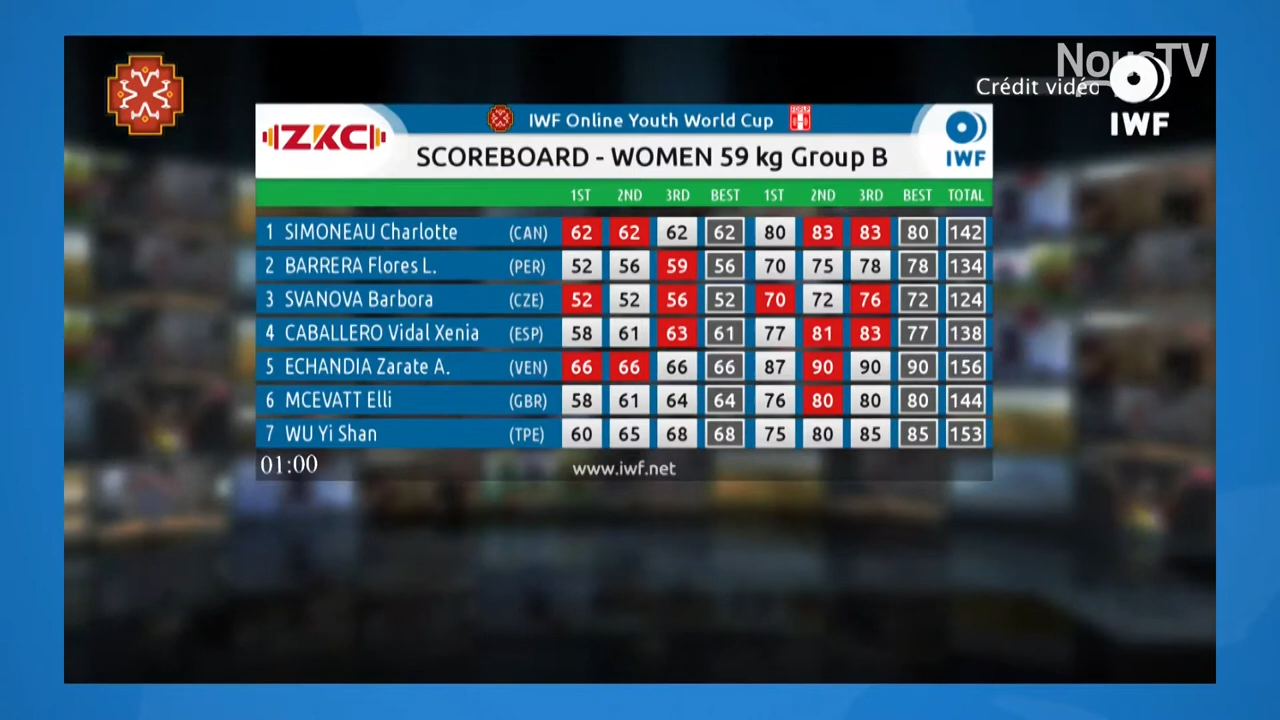 NousTV
Crédit vidéo
IWF
ZKC
IWF Online Youth World Cup
SCOREBOARD - WOMEN 59 kg Group B
IWF
1ST 2ND 3RD BEST 1ST 2ND 3RD BEST TOTAL
1 SIMONEAU Charlotte (CAN) 62 62 62 62 80 83 83 80 142
2 BARRERA Flores L. (PER) 52 56 59 56 70 75 78 78 134
3 SVANOVA Barbora (CZE) 52 52 56 52 70 72 76 72 124
4 CABALLERO Vidal Xenia (ESP) 58 61 63 61 77 81 83 77 138
5 ECHANDIA Zarate A. (VEN) 66 66 66 66 87 90 90 90 156
6 MCEVATT Elli (GBR) 58 61 64 64 76 80 80 80 144
7 WU Yi Shan (TPE) 60 65 68 68 75 80 85 85 153
01:00
www.iwf.net